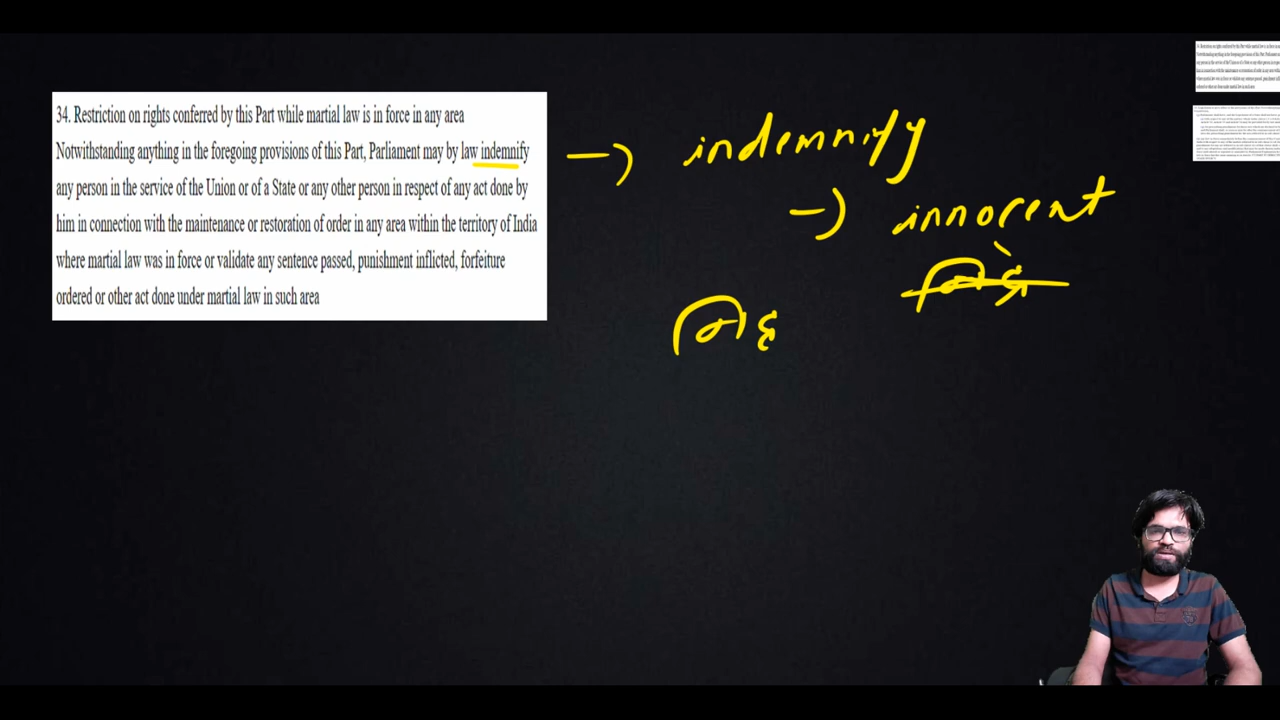 34. Restriction on rights conferred by this Part while martial law is in force in any area
Notwithstanding anything in the foregoing provisions of this Part, Parliament may by law indemnify
any person in the service of the Union or of a State or any other person in respect of any act done by
him in connection with the maintenance or restoration of order in any area within the territory of India
where martial law was in force or validate any sentence passed, punishment inflicted, forfeiture
ordered or other act done under martial law in such area
indemnify
innocent